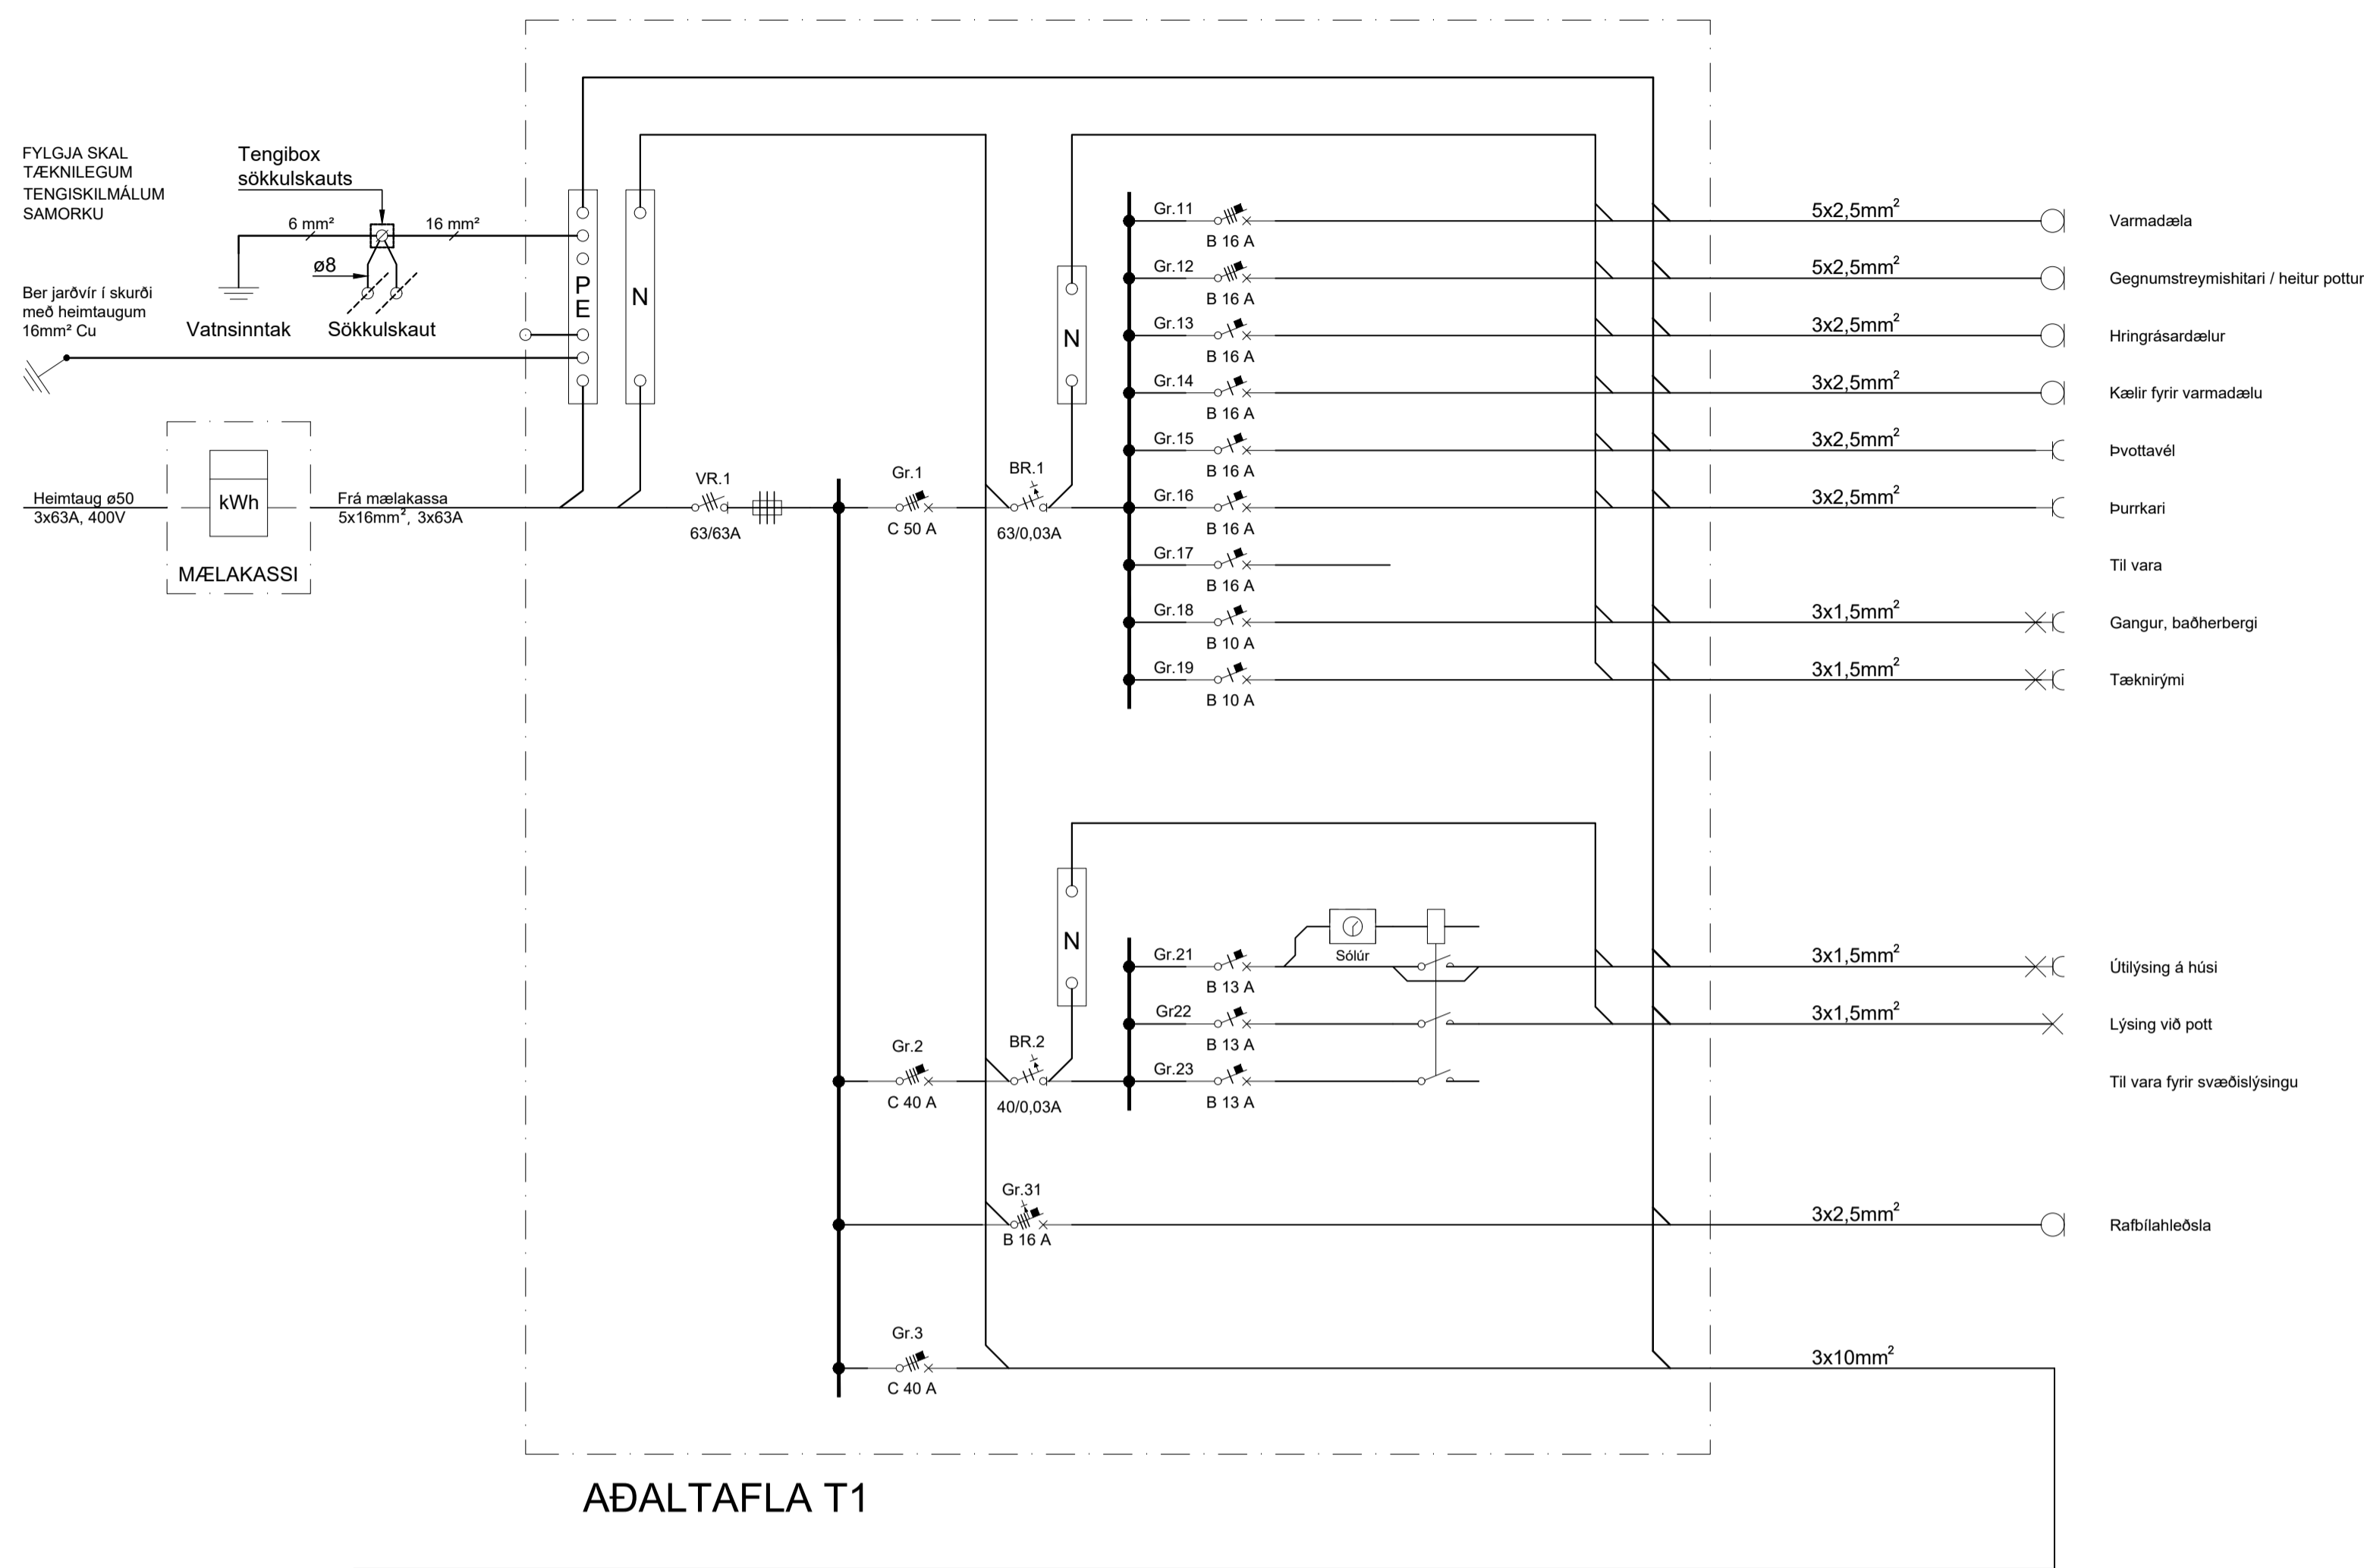 FYLGJA SKAL
TÆKNILEGUM
TENGISKILMÁLUM
SAMORKU
Tengibox
sökkulskauts
6 mm²
16 mm²
ø8
Ber jarðvír í skurði
með heimtaugum
16mm² Cu
Vatnsinntak
Sökkulskaut
P
E
N
N
Heimtaug ø50
3x63A, 400V
kWh
MÆLAKASSI
Frá mælakassa
5x16mm², 3x63A
VR.1
63/63A
Gr.1
C 50 A
BR.1
63/0,03A
Gr.11
B 16 A
5x2,5mm²
Varmadæla
Gr.12
B 16 A
5x2,5mm²
Gegnumstreymishitari / heitur pottur
Gr.13
B 16 A
3x2,5mm²
Hringrásardælur
Gr.14
B 16 A
3x2,5mm²
Kælir fyrir varmadælu
Gr.15
B 16 A
3x2,5mm²
Þvottavél
Gr.16
B 16 A
3x2,5mm²
Þurrkari
Gr.17
B 16 A
Til vara
Gr.18
B 10 A
3x1,5mm²
Gangur, baðherbergi
Gr.19
B 10 A
3x1,5mm²
Tæknirými
N
Sólúr
Gr.21
B 13 A
3x1,5mm²
Útilýsing á húsi
Gr22
B 13 A
3x1,5mm²
Lýsing við pott
Gr.2
C 40 A
BR.2
40/0,03A
Gr.23
B 13 A
Til vara fyrir svæðislýsingu
Gr.31
B 16 A
3x2,5mm²
Rafbílahleðsla
Gr.3
C 40 A
3x10mm²
AÐALTAFLA T1